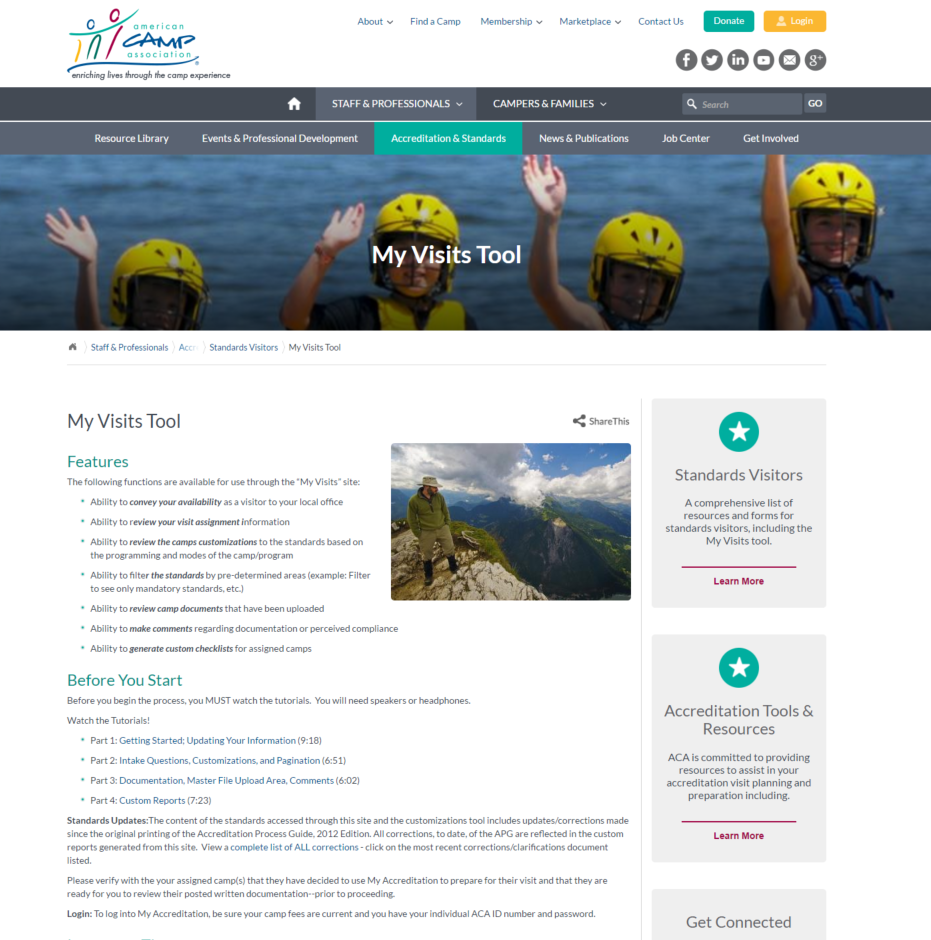 american
CAMP
association
enriching lives through the camp experience
About
Find a Camp
Membership
Marketplace
Contact Us
Donate
Login
STAFF & PROFESSIONALS
CAMPERS & FAMILIES
Search
GO
Resource Library
Events & Professional Development
Accreditation & Standards
News & Publications
Job Center
Get Involved
My Visits Tool
Staff & Professionals
Standards Visitors
My Visits Tool
My Visits Tool
ShareThis
Features
The following functions are available for use through the "My Visits" site:
Ability to convey your availability as a visitor to your local office
Ability to review your visit assignment information
Ability to review the camps customizations to the standards based on
the programming and modes of the camp/program
Ability to filter the standards by pre-determined areas (example: Filter
to see only mandatory standards, etc.)
Ability to review camp documents that have been uploaded
Ability to make comments regarding documentation or perceived compliance
Ability to generate custom checklists for assigned camps
Before You Start
Before you begin the process, you MUST watch the tutorials. You will need speakers or headphones.
Watch the Tutorials!
Part 1: Getting Started; Updating Your Information (9:18)
Part 2: Intake Questions, Customizations, and Pagination (6:51)
Part 3: Documentation, Master File Upload Area, Comments (6:02)
Part 4: Custom Reports (7:23)
Standards Updates:The content of the standards accessed through this site and the customizations tool includes updates/corrections made
since the original printing of the Accreditation Process Guide, 2012 Edition. All corrections, to date, of the APG are reflected in the custom
reports generated from this site. View a complete list of ALL corrections - click on the most recent corrections/clarifications document
listed.
Please verify with the your assigned camp(s) that they have decided to use My Accreditation to prepare for their visit and that they are
ready for you to review their posted written documentation--prior to proceeding.
Login: To log into My Accreditation, be sure your camp fees are current and you have your individual ACA ID number and password.
Standards Visitors
A comprehensive list of
resources and forms for
standards visitors, including the
My Visits tool.
Learn More
Accreditation Tools &
Resources
ACA is committed to providing
resources to assist in your
accreditation visit planning and
preparation including.
Learn More
Get Connected